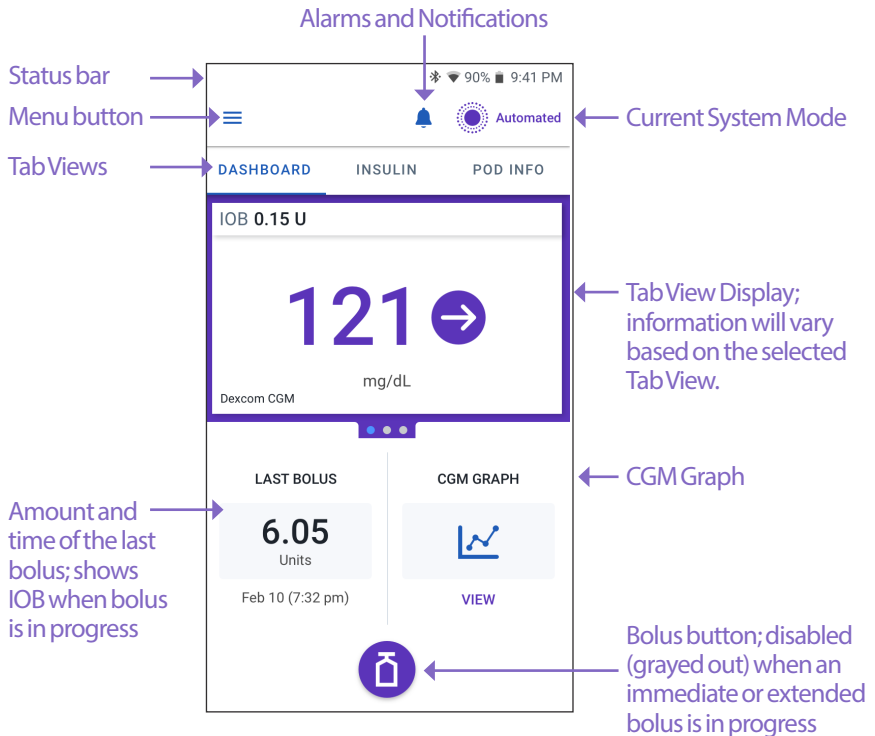 Alarms and Notifications
Status bar
90% 9:41 PM
Menu button
Automated
Current System Mode
Tab Views
DASHBOARD INSULIN POD INFO
IOB 0.15 U
121
mg/dL
Dexcom CGM
Tab View Display;
information will vary
based on the selected
Tab View.
LAST BOLUS
CGM GRAPH
CGM Graph
Amount and
time of the last
bolus; shows
IOB when bolus
is in progress
6.05
Units
Feb 10 (7:32 pm)
VIEW
Bolus button; disabled
(grayed out) when an
immediate or extended
bolus is in progress